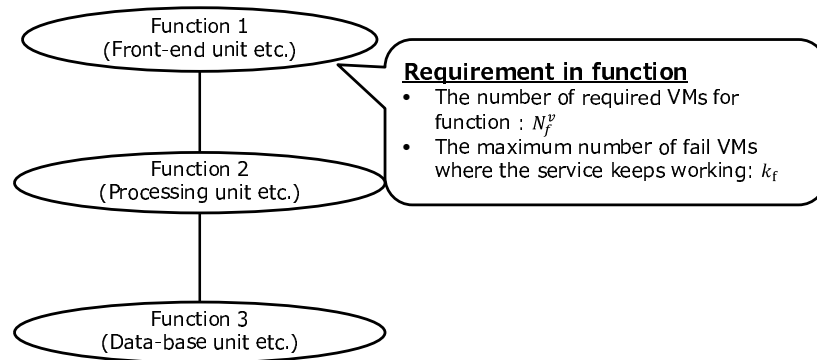 Function 1
(Front-end unit etc.)
Requirement in function
• The number of required VMs for
function : N_f^v
• The maximum number of fail VMs
where the service keeps working: k_f
Function 2
(Processing unit etc.)
Function 3
(Data-base unit etc.)